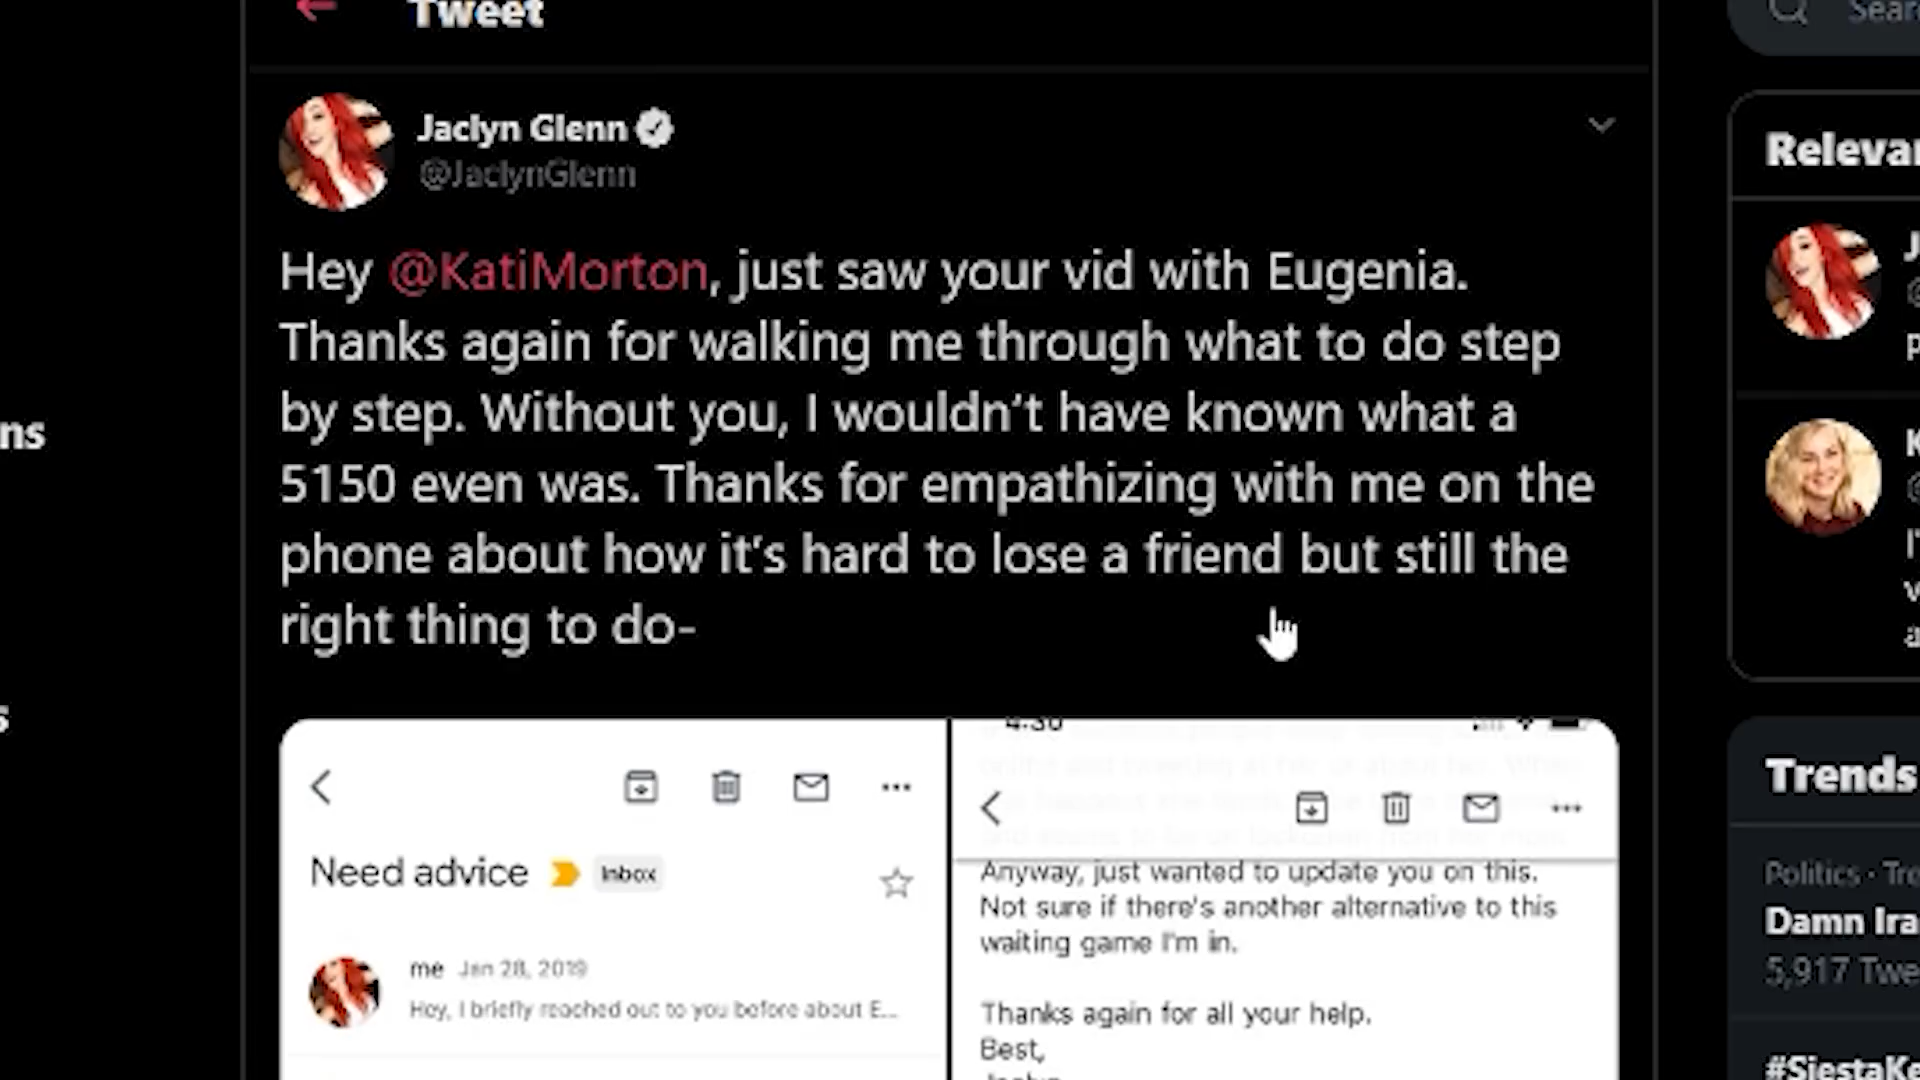 Tweet
Jaclyn Glenn
@JaclynGlenn
Hey @KatiMorton, just saw your vid with Eugenia.
Thanks again for walking me through what to do step
by step. Without you, I wouldn't have known what a
5150 even was. Thanks for empathizing with me on the
phone about how it's hard to lose a friend but still the
right thing to do-
Need advice
Inbox
me Jan 28, 2019
Hey, I briefly reached out to you before about E...
4:30
Anyway, just wanted to update you on this.
Not sure if there's another alternative to this
waiting game I'm in.
Thanks again for all your help.
Best,
ns
s
Sear
Releva
J
@
p
K
@
Trends
Politics · Tre
Damn Ira
5,917 Twe
#SiestaKe